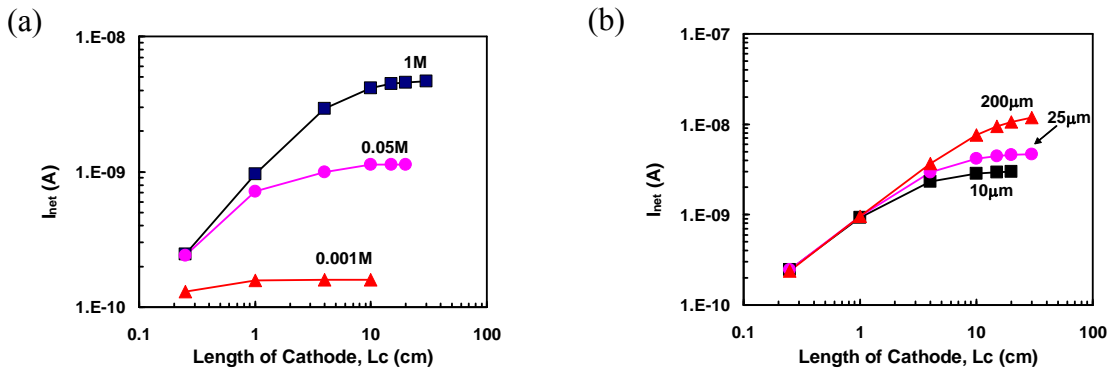 (a)
1.E-08
1.E-09
1.E-10
I_net (A)
1M
0.05M
0.001M
0.1 1 10 100
Length of Cathode, Lc (cm)
(b)
1.E-07
1.E-08
1.E-09
1.E-10
I_net (A)
200µm
25µm
10µm
0.1 1 10 100
Length of Cathode, Lc (cm)